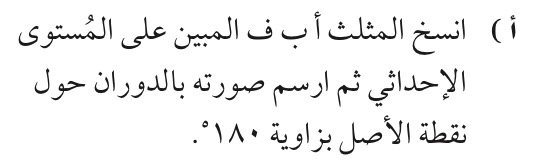 أ ) انسخ المثلث أ ب ف المبين على المُستوى
الإحداثي ثم ارسم صورته بالدوران حول
نقطة الأصل بزاوية ١٨٠°.